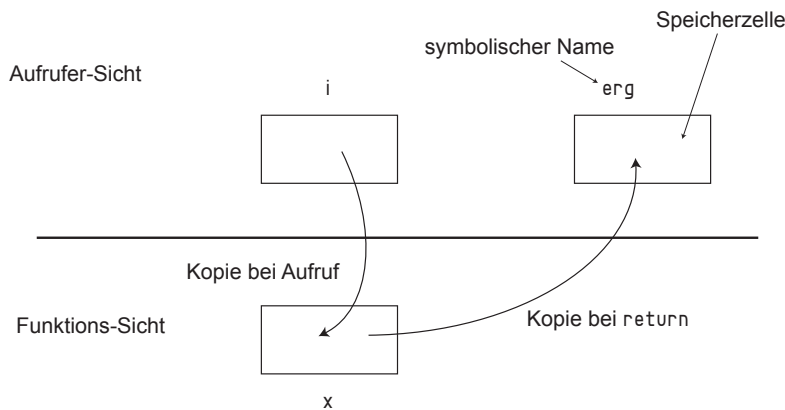 Speicherzelle
symbolischer Name
Aufrufer-Sicht
i
erg
Kopie bei Aufruf
Funktions-Sicht
Kopie bei return
x